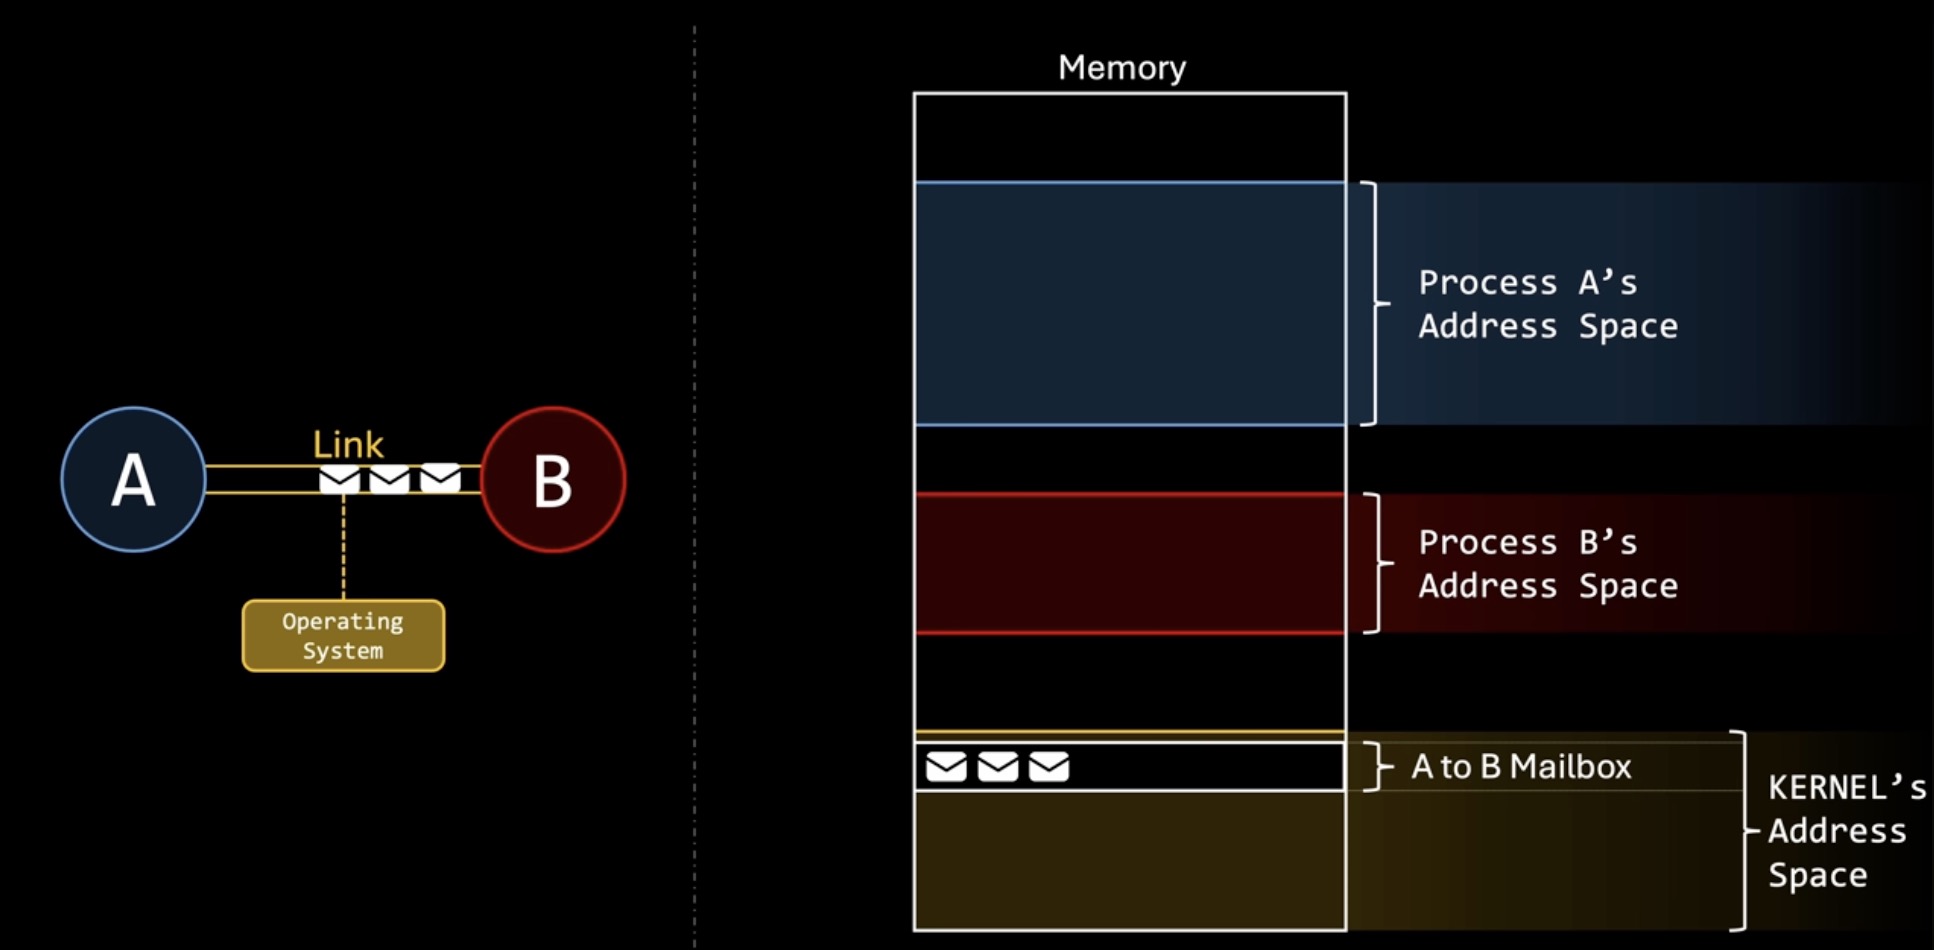 A
Link
B
Operating
System
Memory
Process A’s
Address Space
Process B’s
Address Space
A to B Mailbox
KERNEL’s
Address
Space